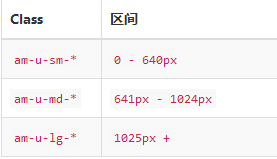 Class 区间
am-u-sm-* 0 - 640px
am-u-md-* 641px - 1024px
am-u-lg-* 1025px +